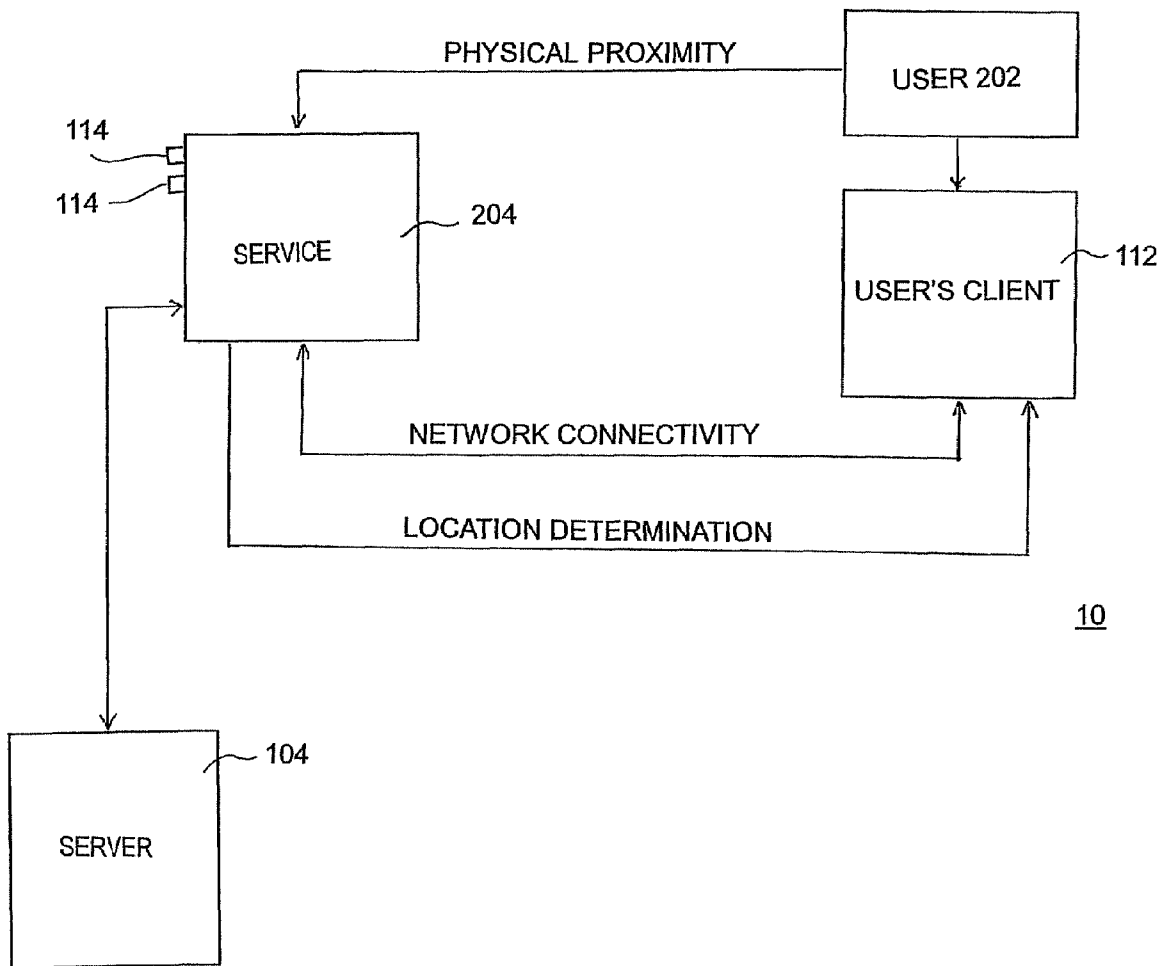 PHYSICAL PROXIMITY
USER 202
114
114
204
SERVICE
112
USER'S CLIENT
NETWORK CONNECTIVITY
LOCATION DETERMINATION
10
104
SERVER